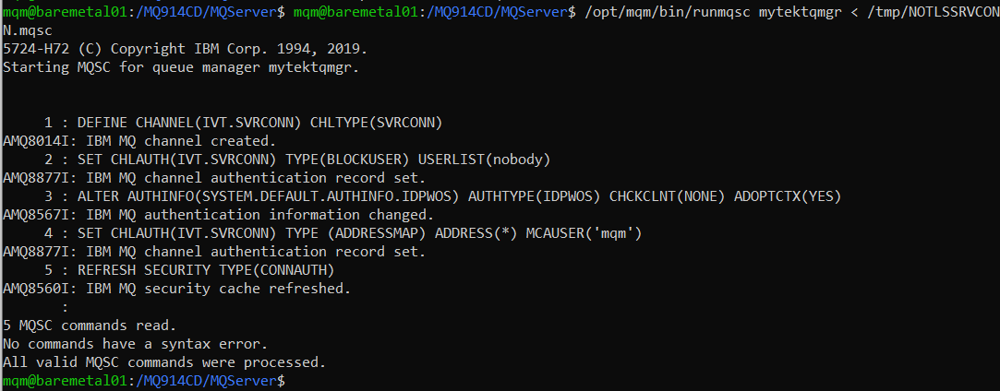 mqm@baremetal01:/MQ914CD/MQServer$ mqm@baremetal01:/MQ914CD/MQServer$ /opt/mqm/bin/runmqsc mytektqmgr < /tmp/NOTLSSRVCON
N.mqsc
5724-H72 (C) Copyright IBM Corp. 1994, 2019.
Starting MQSC for queue manager mytektqmgr.
1 : DEFINE CHANNEL(IVT.SVRCONN) CHLTYPE(SVRCONN)
AMQ8014I: IBM MQ channel created.
2 : SET CHLAUTH(IVT.SVRCONN) TYPE(BLOCKUSER) USERLIST(nobody)
AMQ8877I: IBM MQ channel authentication record set.
3 : ALTER AUTHINFO(SYSTEM.DEFAULT.AUTHINFO.IDPWOS) AUTHTYPE(IDPWOS) CHCKCLNT(NONE) ADOPTCTX(YES)
AMQ8567I: IBM MQ authentication information changed.
4 : SET CHLAUTH(IVT.SVRCONN) TYPE (ADDRESSMAP) ADDRESS(*) MCAUSER('mqm')
AMQ8877I: IBM MQ channel authentication record set.
5 : REFRESH SECURITY TYPE(CONNAUTH)
AMQ8560I: IBM MQ security cache refreshed.
:
5 MQSC commands read.
No commands have a syntax error.
All valid MQSC commands were processed.
mqm@baremetal01:/MQ914CD/MQServer$